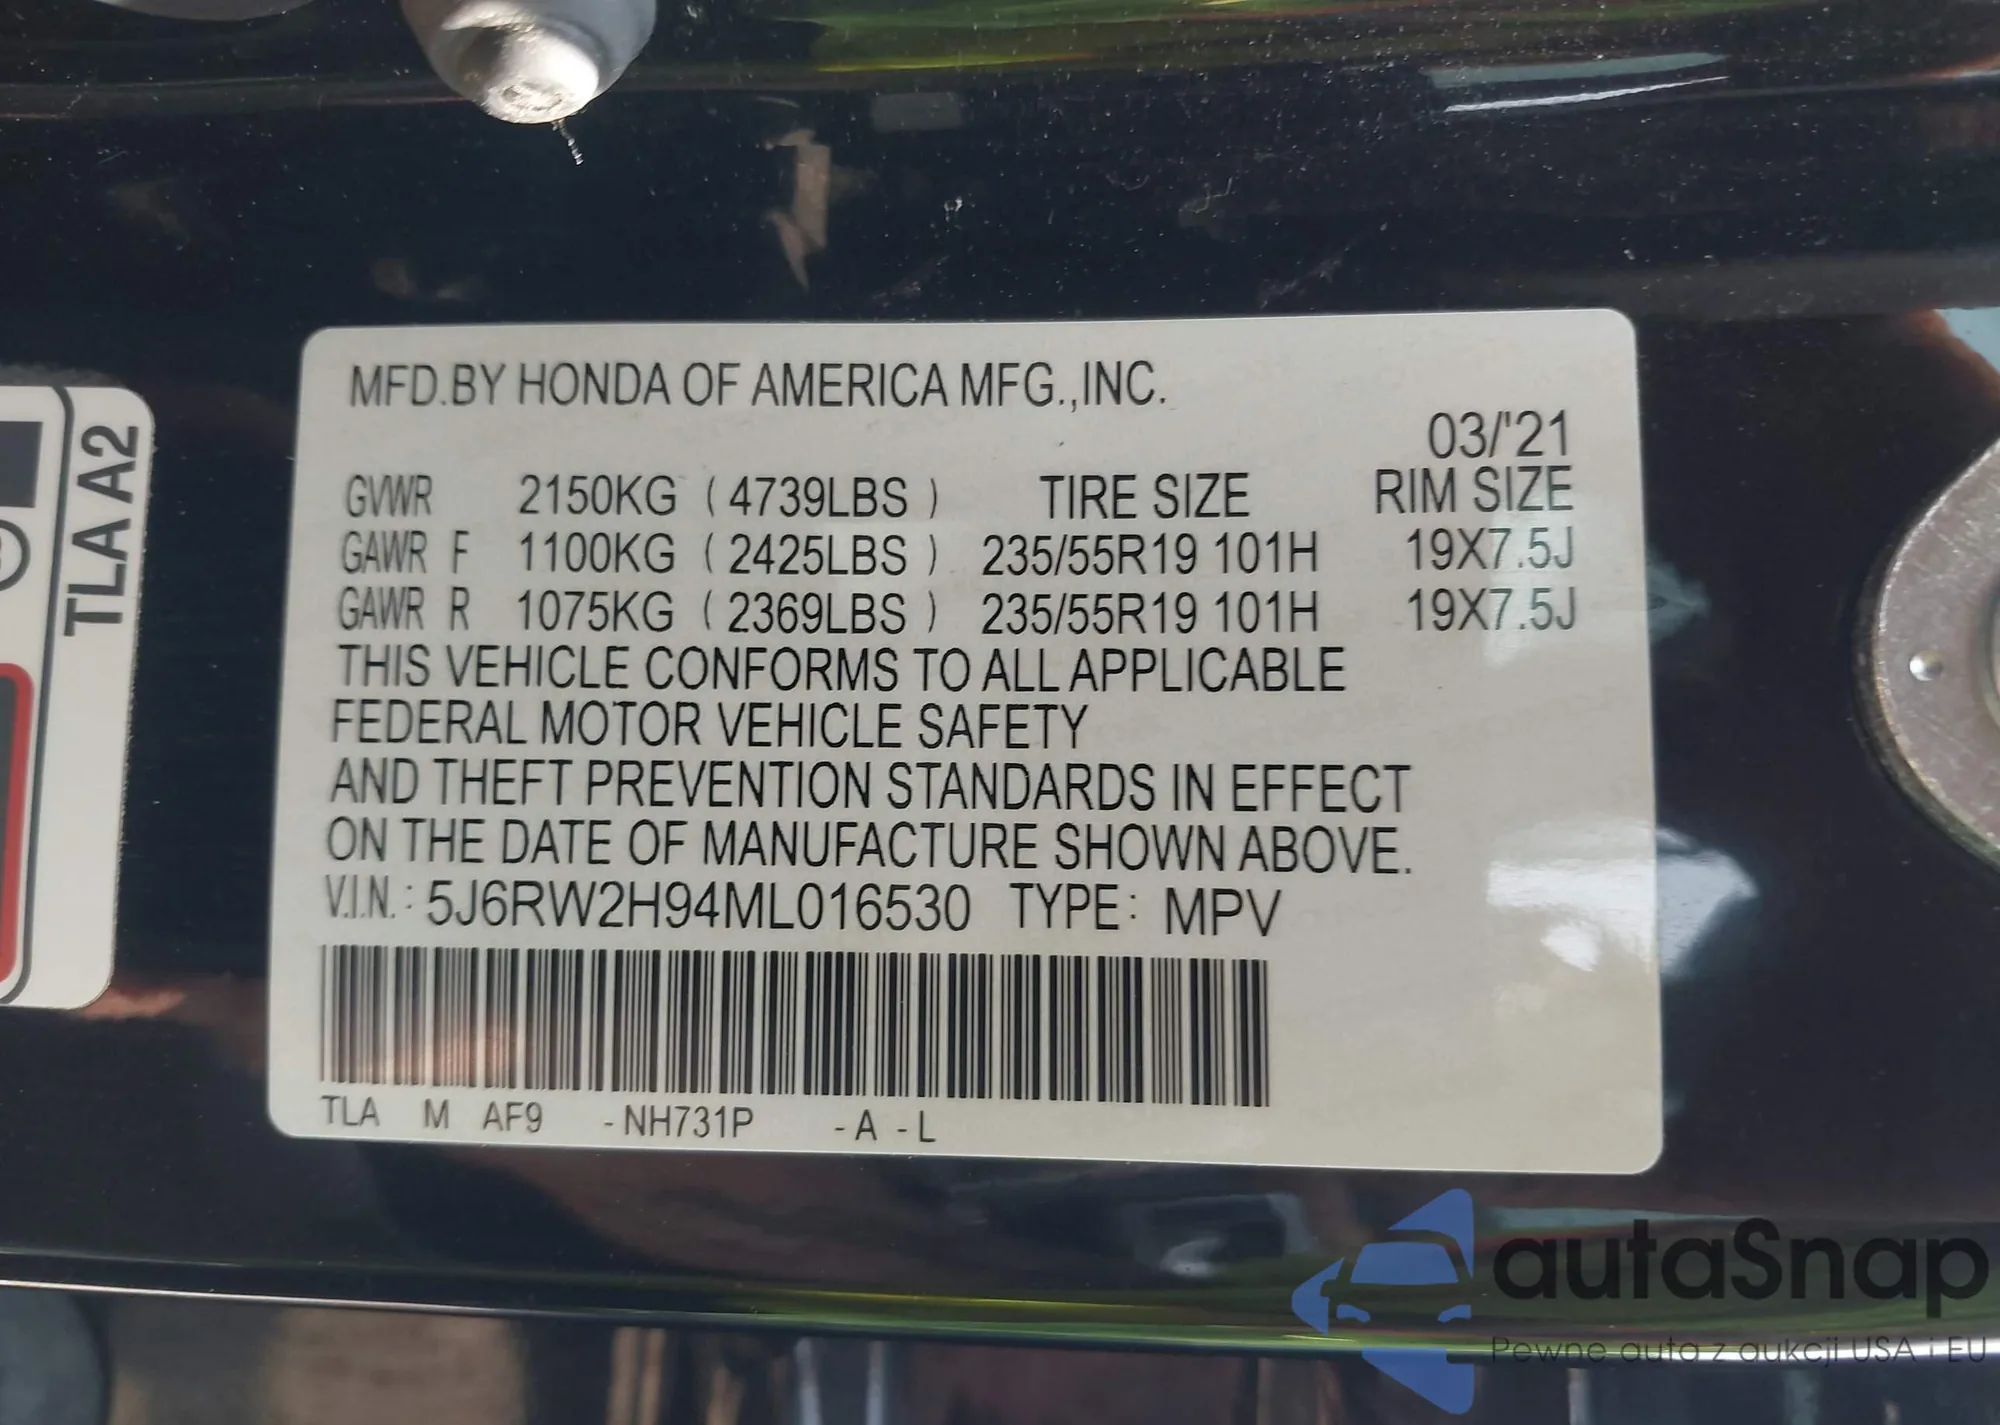 MFD.BY HONDA OF AMERICA MFG.,INC.
03/'21
GVWR 2150KG ( 4739LBS ) TIRE SIZE RIM SIZE
GAWR F 1100KG ( 2425LBS ) 235/55R19 101H 19X7.5J
GAWR R 1075KG ( 2369LBS ) 235/55R19 101H 19X7.5J
THIS VEHICLE CONFORMS TO ALL APPLICABLE
FEDERAL MOTOR VEHICLE SAFETY
AND THEFT PREVENTION STANDARDS IN EFFECT
ON THE DATE OF MANUFACTURE SHOWN ABOVE.
V.I.N.: 5J6RW2H94ML016530 TYPE: MPV
TLA M AF9 -NH731P -A -L
TLA A2
autaSnap
Pewne auto z aukcji USA i EU